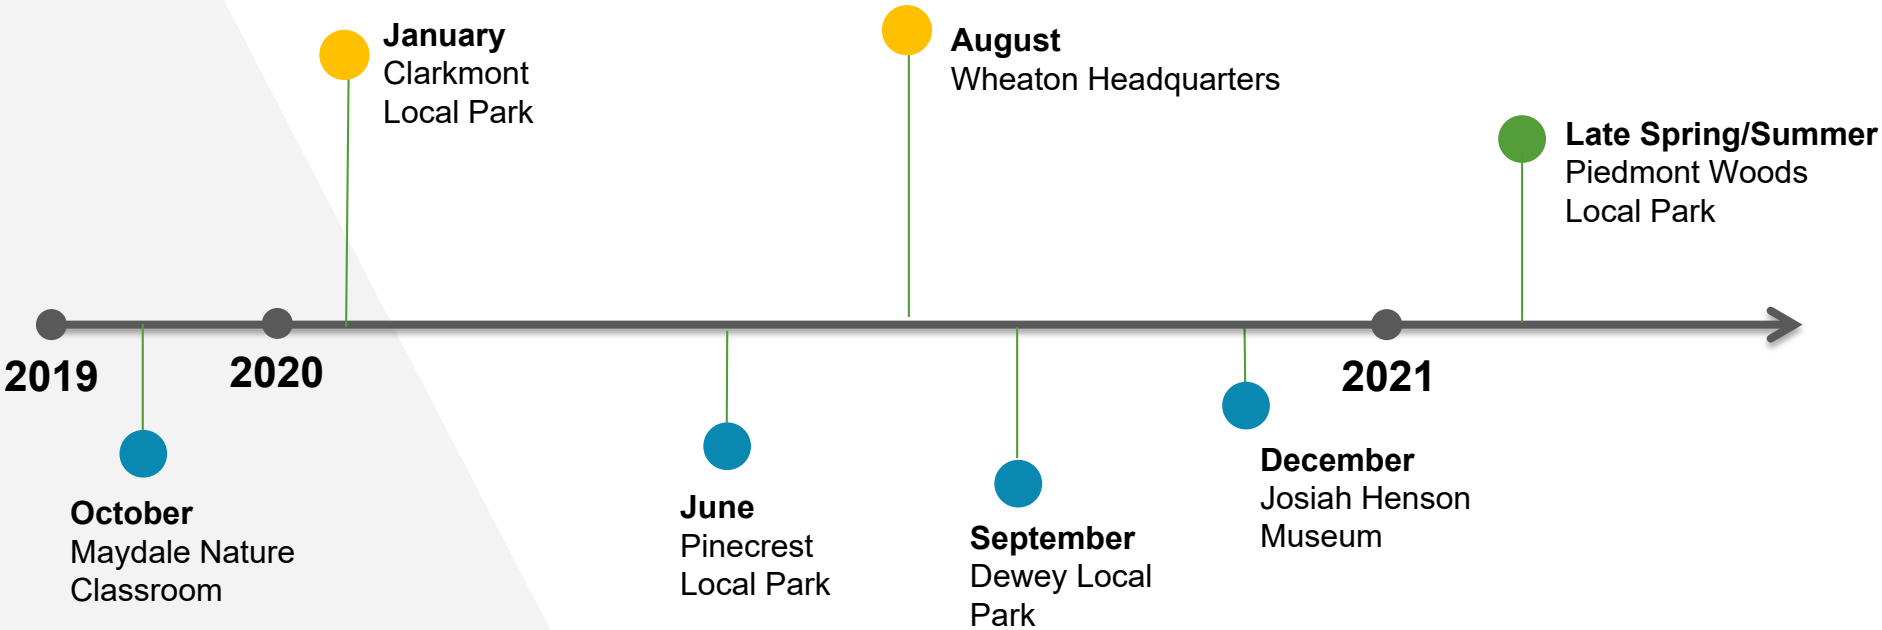 January
Clarkmont
Local Park
August
Wheaton Headquarters
Late Spring/Summer
Piedmont Woods
Local Park
2019
2020
2021
October
Maydale Nature
Classroom
June
Pinecrest
Local Park
September
Dewey Local
Park
December
Josiah Henson
Museum